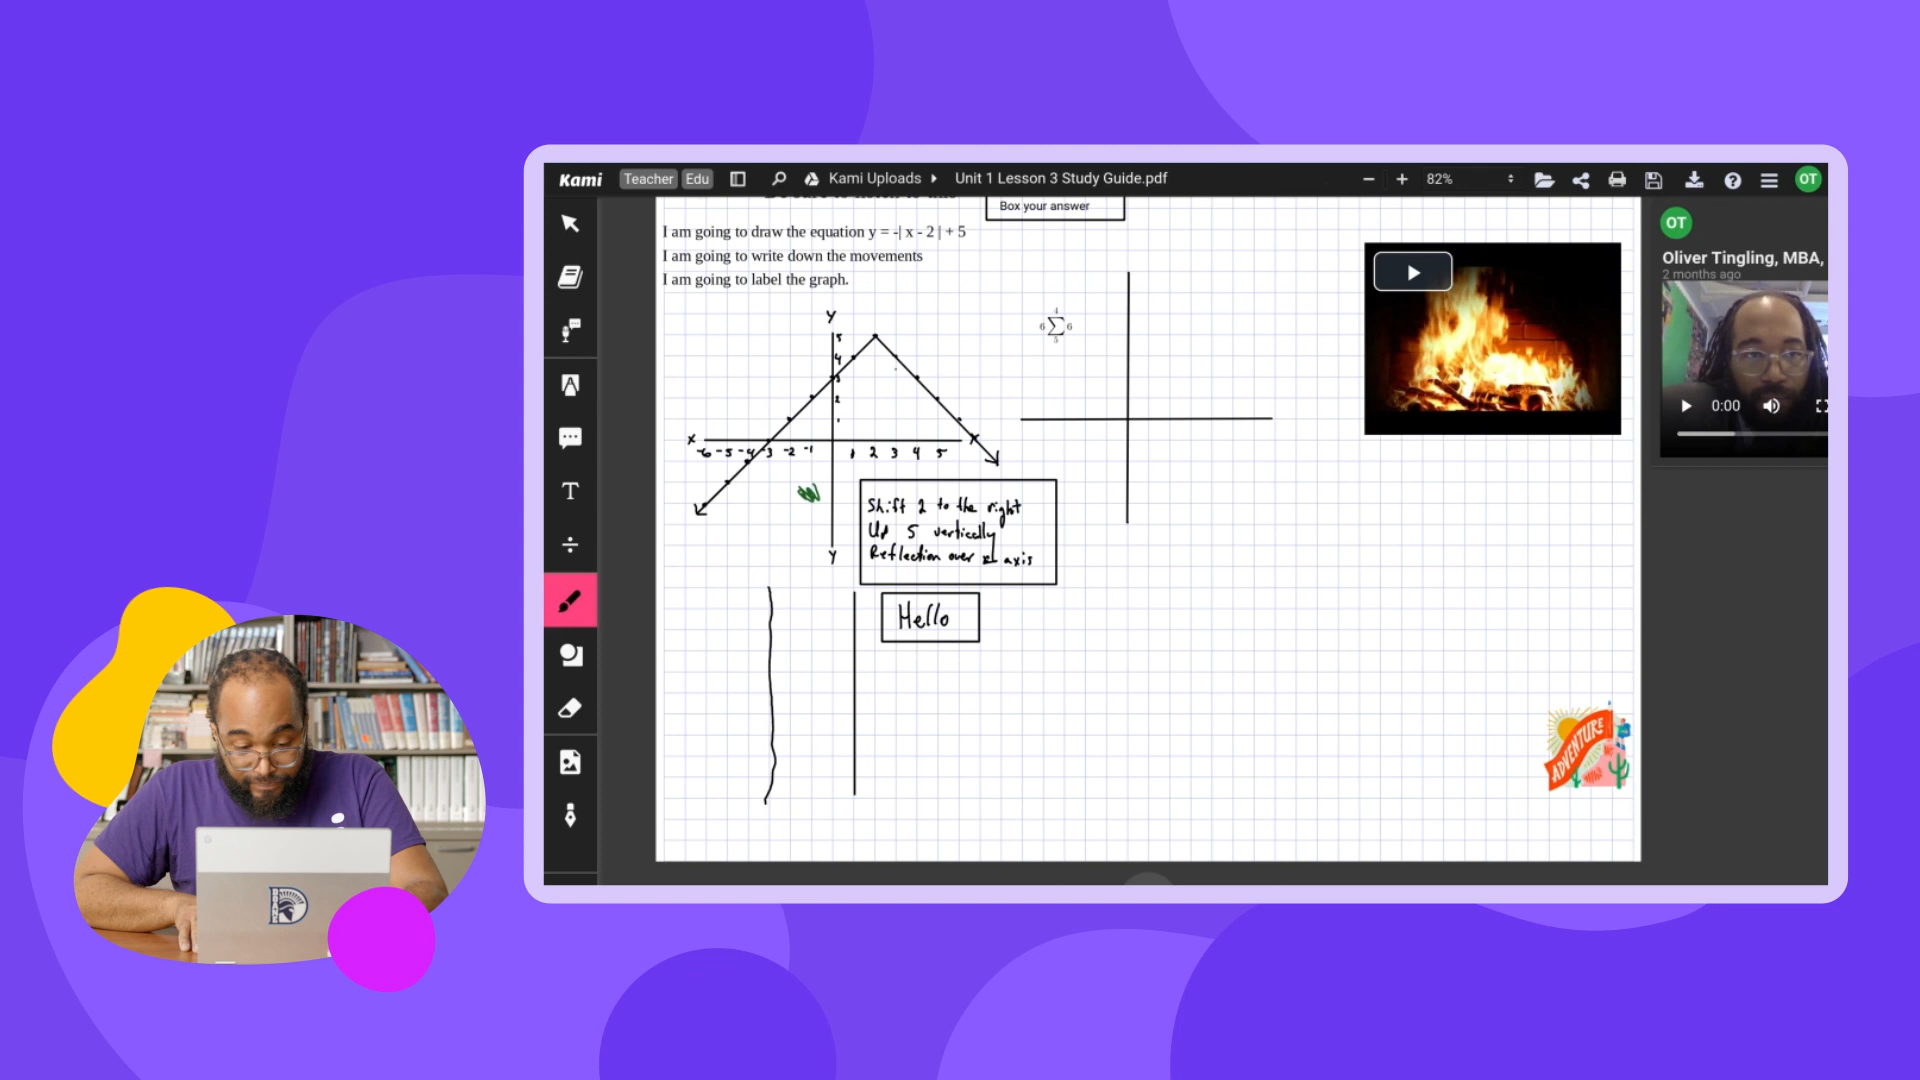 Kami Teacher Edu Kami Uploads Unit 1 Lesson 3 Study Guide.pdf 82% OT
Box your answer
I am going to draw the equation y = -| x - 2 | + 5
I am going to write down the movements
I am going to label the graph.
OT
Oliver Tingling, MBA,
2 months ago
0:00
Y
5
4
3
2
1
x -6 -5 -4 -3 -2 -1 1 2 3 4 5 x
Y
4
6∑6
5
Shift 2 to the right
Up 5 vertically
Reflection over x axis
Hello
ADVENTURE